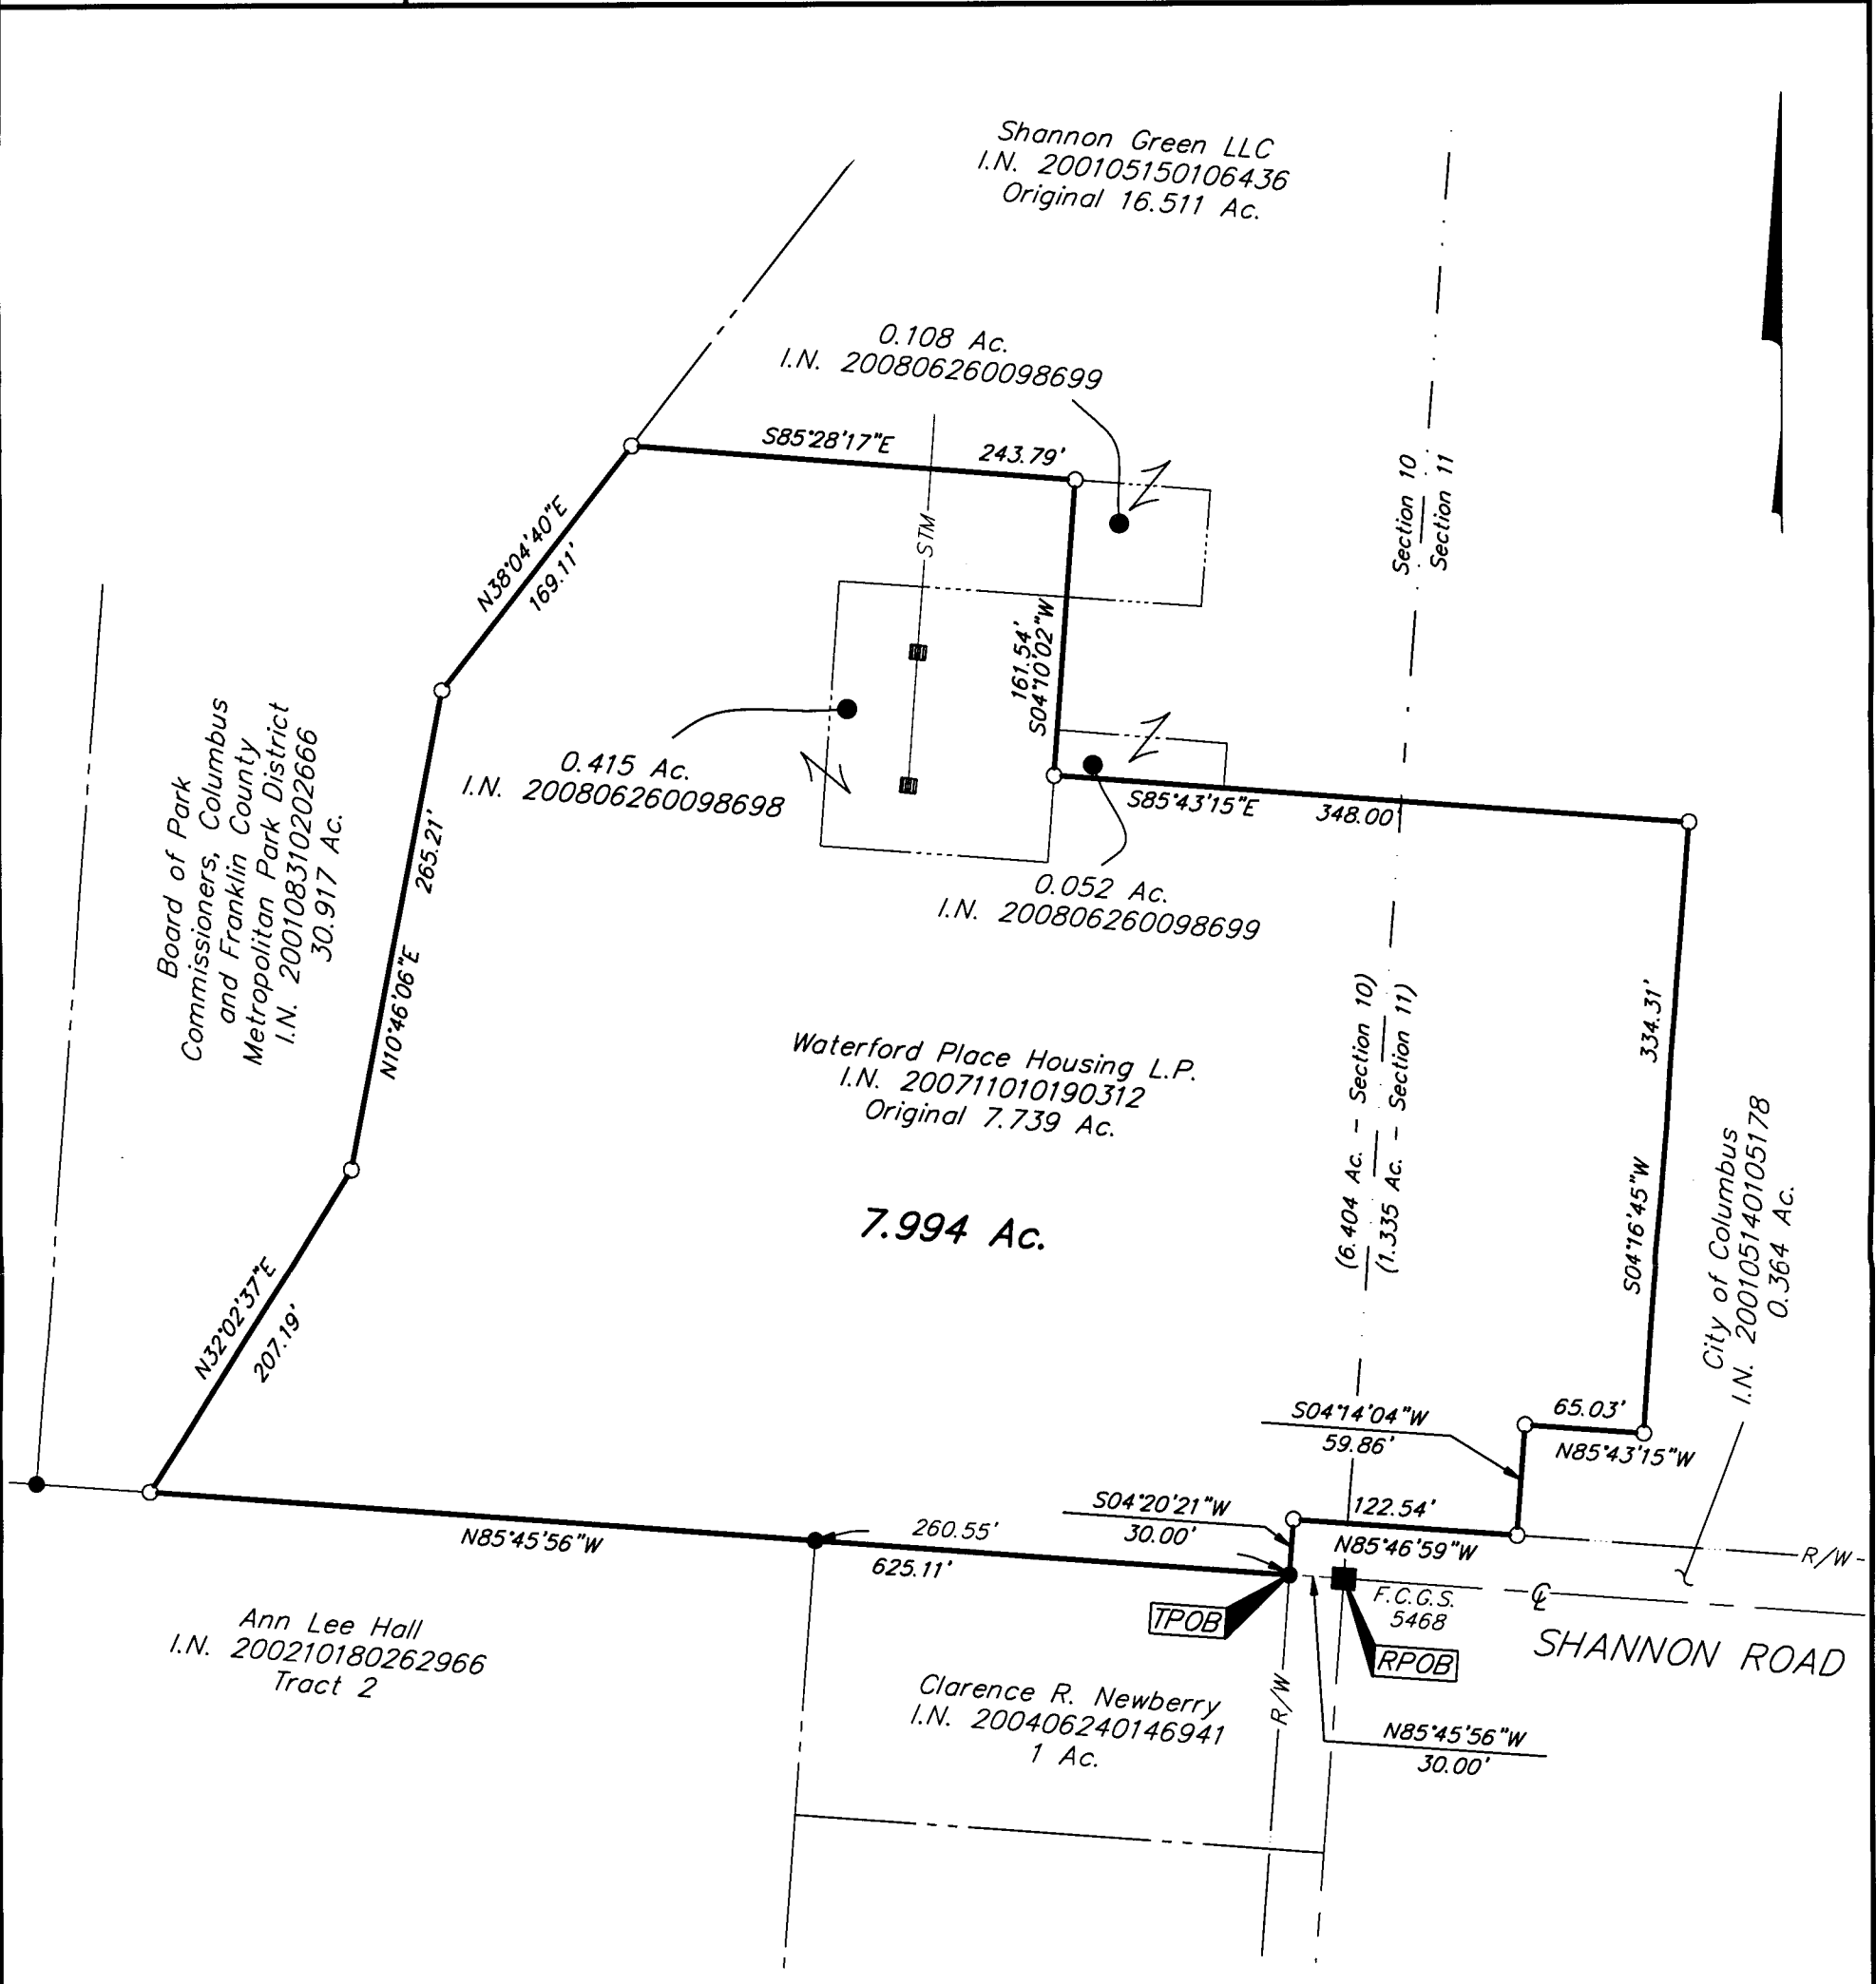 Shannon Green LLC
I.N. 200105150106436
Original 16.511 Ac.
0.108 Ac.
I.N. 200806260098699
S85°28'17"E
243.79'
STM
N38°04'40"E
169.11'
Section 10
Section 11
161.54'
S04°10'02"W
Board of Park
Commissioners, Columbus
and Franklin County
Metropolitan Park District
I.N. 200108310202666
30.917 Ac.
265.21'
N10°46'06"E
0.415 Ac.
I.N. 200806260098698
S85°43'15"E
348.00'
0.052 Ac.
I.N. 200806260098699
334.31'
S04°16'45"W
(6.404 Ac. - Section 10)
(1.335 Ac. - Section 11)
Waterford Place Housing L.P.
I.N. 200711010190312
Original 7.739 Ac.
7.994 Ac.
City of Columbus
I.N. 200105140105178
0.364 Ac.
N32°02'37"E
207.19'
S04°14'04"W
59.86'
65.03'
N85°43'15"W
S04°20'21"W
30.00'
122.54'
N85°46'59"W
N85°45'56"W
260.55'
625.11'
R/W
TPOB
F.C.G.S.
5468
RPOB
℄
SHANNON ROAD
Ann Lee Hall
I.N. 200210180262966
Tract 2
Clarence R. Newberry
I.N. 200406240146941
1 Ac.
R/W
N85°45'56"W
30.00'